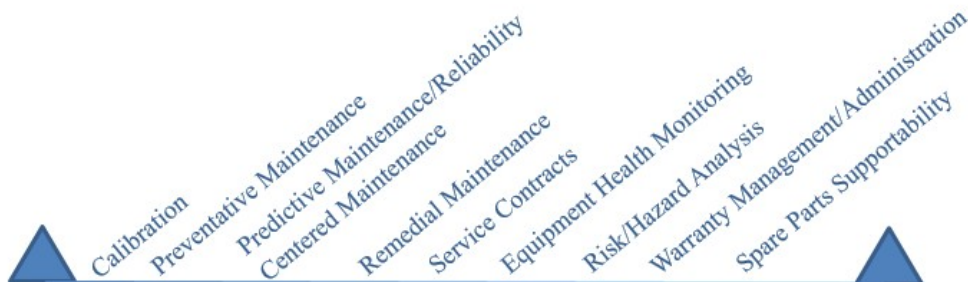 Calibration
Preventative Maintenance
Predictive Maintenance/Reliability
Centered Maintenance
Remedial Maintenance
Service Contracts
Equipment Health Monitoring
Risk/Hazard Analysis
Warranty Management/Administration
Spare Parts Supportability